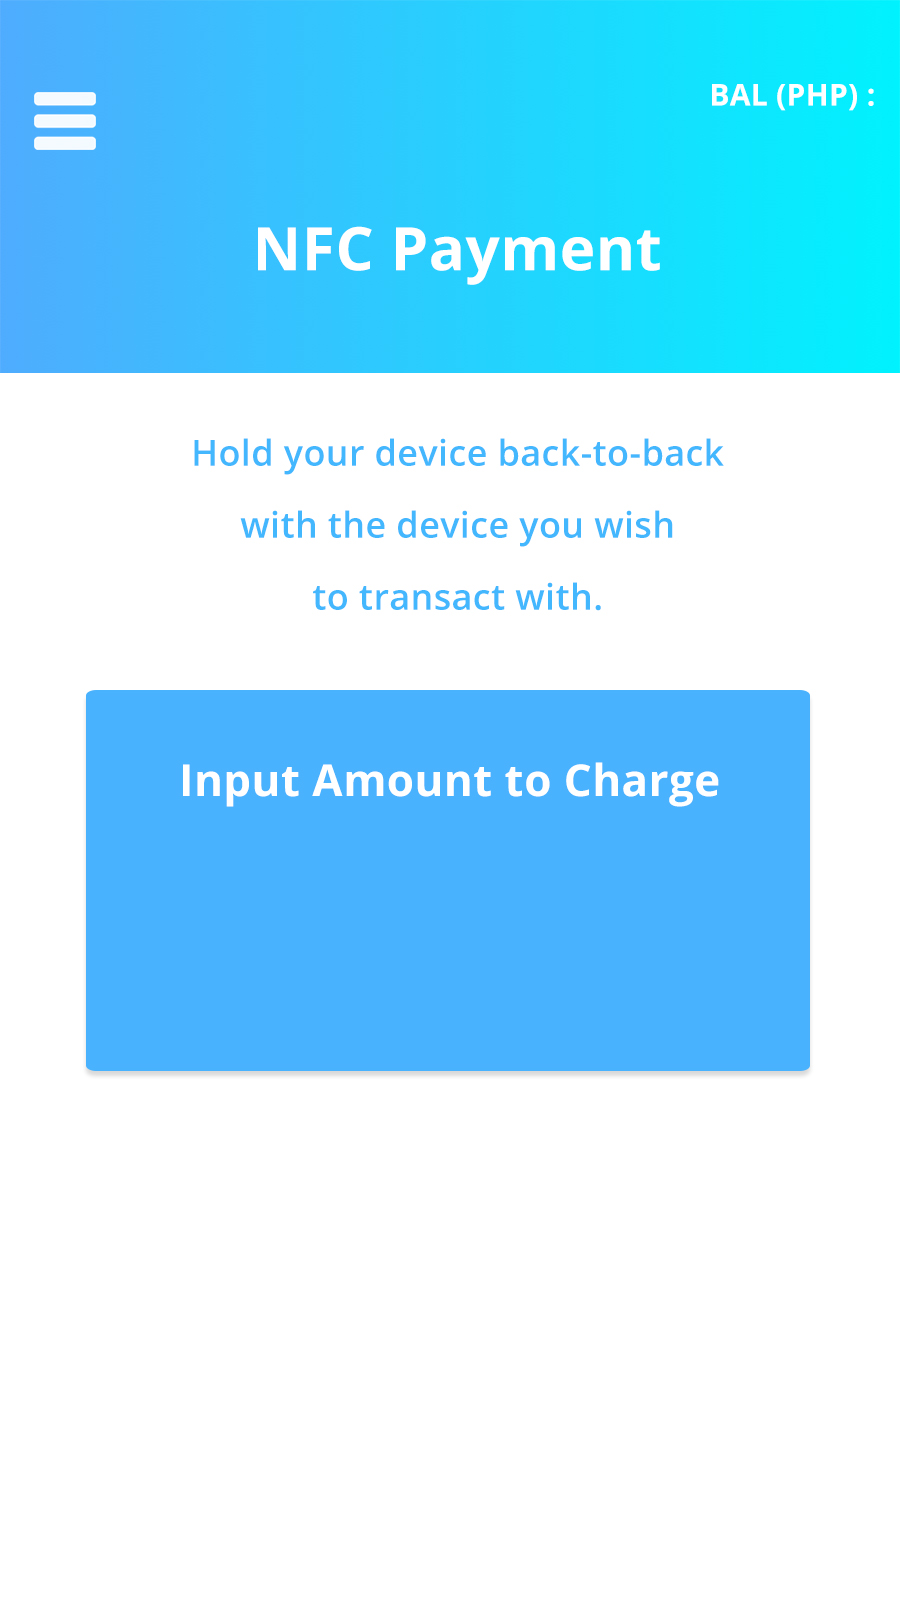 BAL (PHP) :
NFC Payment
Hold your device back-to-back
with the device you wish
to transact with.
Input Amount to Charge